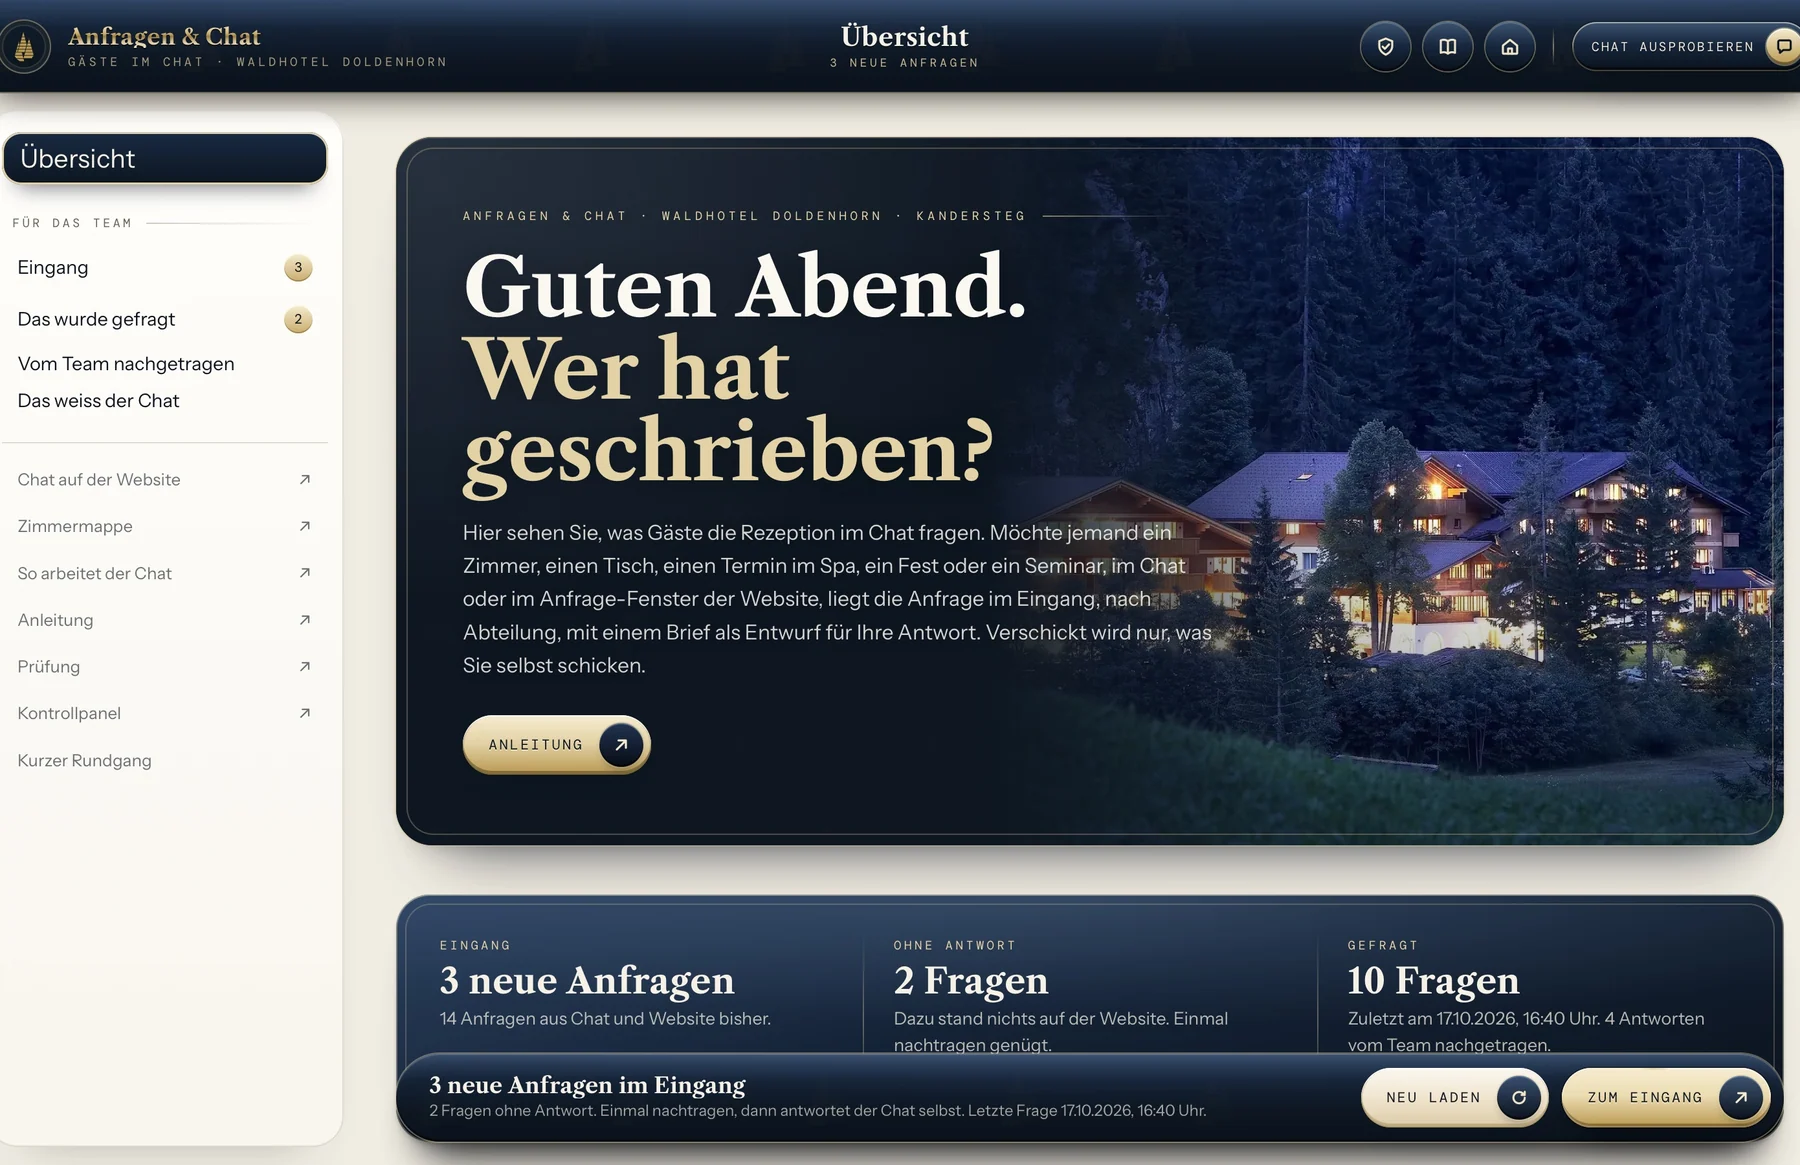 Anfragen & Chat
GÄSTE IM CHAT · WALDHOTEL DOLDENHORN
Übersicht
3 NEUE ANFRAGEN
CHAT AUSPROBIEREN
Übersicht
FÜR DAS TEAM
Eingang 3
Das wurde gefragt 2
Vom Team nachgetragen
Das weiss der Chat
Chat auf der Website
Zimmermappe
So arbeitet der Chat
Anleitung
Prüfung
Kontrollpanel
Kurzer Rundgang
ANFRAGEN & CHAT · WALDHOTEL DOLDENHORN · KANDERSTEG
Guten Abend.
Wer hat
geschrieben?
Hier sehen Sie, was Gäste die Rezeption im Chat fragen. Möchte jemand ein
Zimmer, einen Tisch, einen Termin im Spa, ein Fest oder ein Seminar, im Chat
oder im Anfrage-Fenster der Website, liegt die Anfrage im Eingang, nach
Abteilung, mit einem Brief als Entwurf für Ihre Antwort. Verschickt wird nur, was
Sie selbst schicken.
ANLEITUNG
EINGANG
3 neue Anfragen
14 Anfragen aus Chat und Website bisher.
OHNE ANTWORT
2 Fragen
Dazu stand nichts auf der Website. Einmal
nachtragen genügt.
GEFRAGT
10 Fragen
Zuletzt am 17.10.2026, 16:40 Uhr. 4 Antworten
vom Team nachgetragen.
3 neue Anfragen im Eingang
2 Fragen ohne Antwort. Einmal nachtragen, dann antwortet der Chat selbst. Letzte Frage 17.10.2026, 16:40 Uhr.
NEU LADEN
ZUM EINGANG